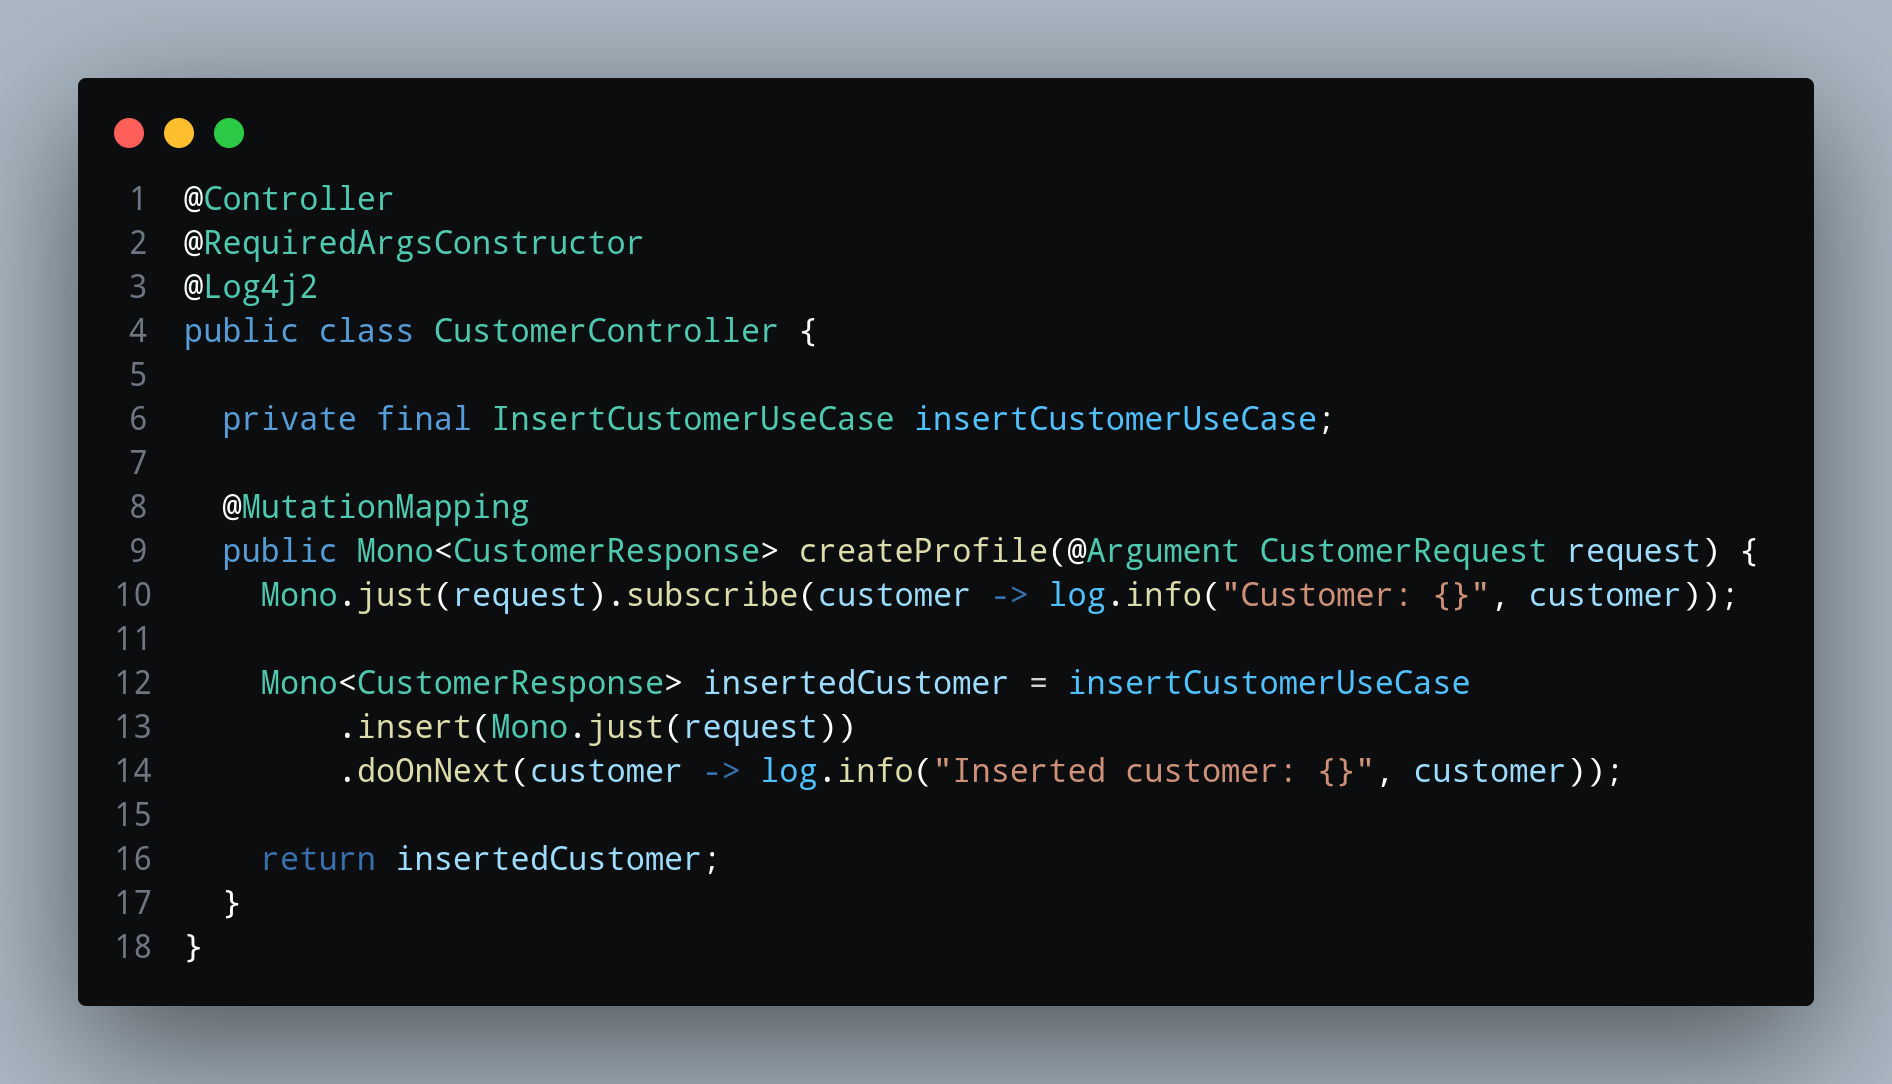 1 @Controller
2 @RequiredArgsConstructor
3 @Log4j2
4 public class CustomerController {
5
6   private final InsertCustomerUseCase insertCustomerUseCase;
7
8   @MutationMapping
9   public Mono<CustomerResponse> createProfile(@Argument CustomerRequest request) {
10     Mono.just(request).subscribe(customer -> log.info("Customer: {}", customer));
11
12     Mono<CustomerResponse> insertedCustomer = insertCustomerUseCase
13         .insert(Mono.just(request))
14         .doOnNext(customer -> log.info("Inserted customer: {}", customer));
15
16     return insertedCustomer;
17   }
18 }